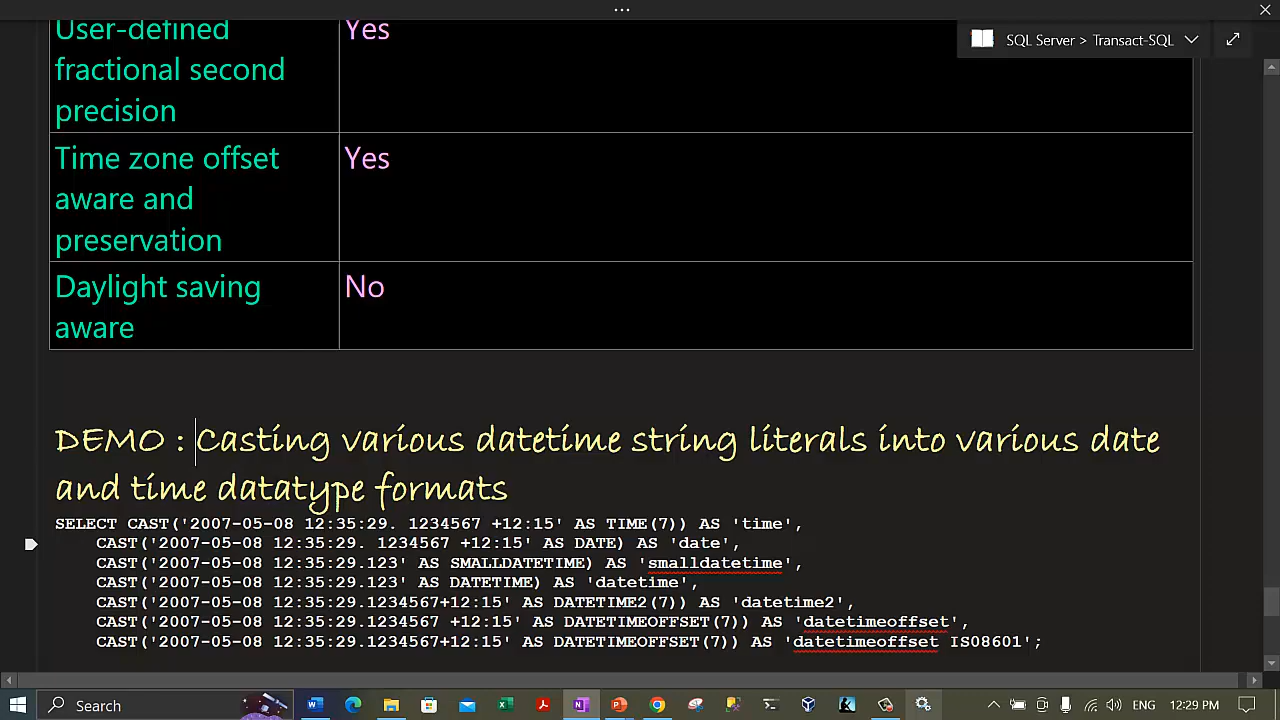 SQL Server > Transact-SQL
User-defined
fractional second
precision
Yes
Time zone offset
aware and
preservation
Yes
Daylight saving
aware
No
DEMO : Casting various datetime string literals into various date
and time datatype formats
SELECT CAST('2007-05-08 12:35:29. 1234567 +12:15' AS TIME(7)) AS 'time',
CAST('2007-05-08 12:35:29. 1234567 +12:15' AS DATE) AS 'date',
CAST('2007-05-08 12:35:29.123' AS SMALLDATETIME) AS 'smalldatetime',
CAST('2007-05-08 12:35:29.123' AS DATETIME) AS 'datetime',
CAST('2007-05-08 12:35:29.1234567+12:15' AS DATETIME2(7)) AS 'datetime2',
CAST('2007-05-08 12:35:29.1234567 +12:15' AS DATETIMEOFFSET(7)) AS 'datetimeoffset',
CAST('2007-05-08 12:35:29.1234567+12:15' AS DATETIMEOFFSET(7)) AS 'datetimeoffset IS08601';
Search
ENG
12:29 PM